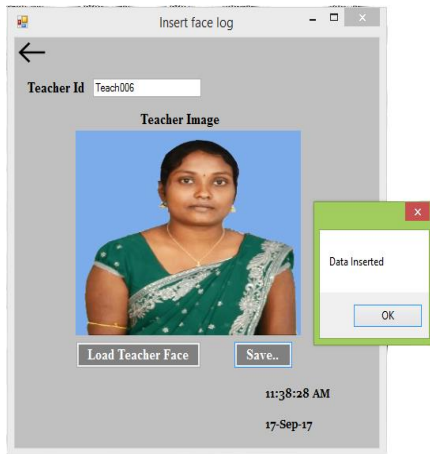 Insert face log
Teacher Id Teach006
Teacher Image
Data Inserted
OK
Load Teacher Face Save..
11:38:28 AM
17-Sep-17